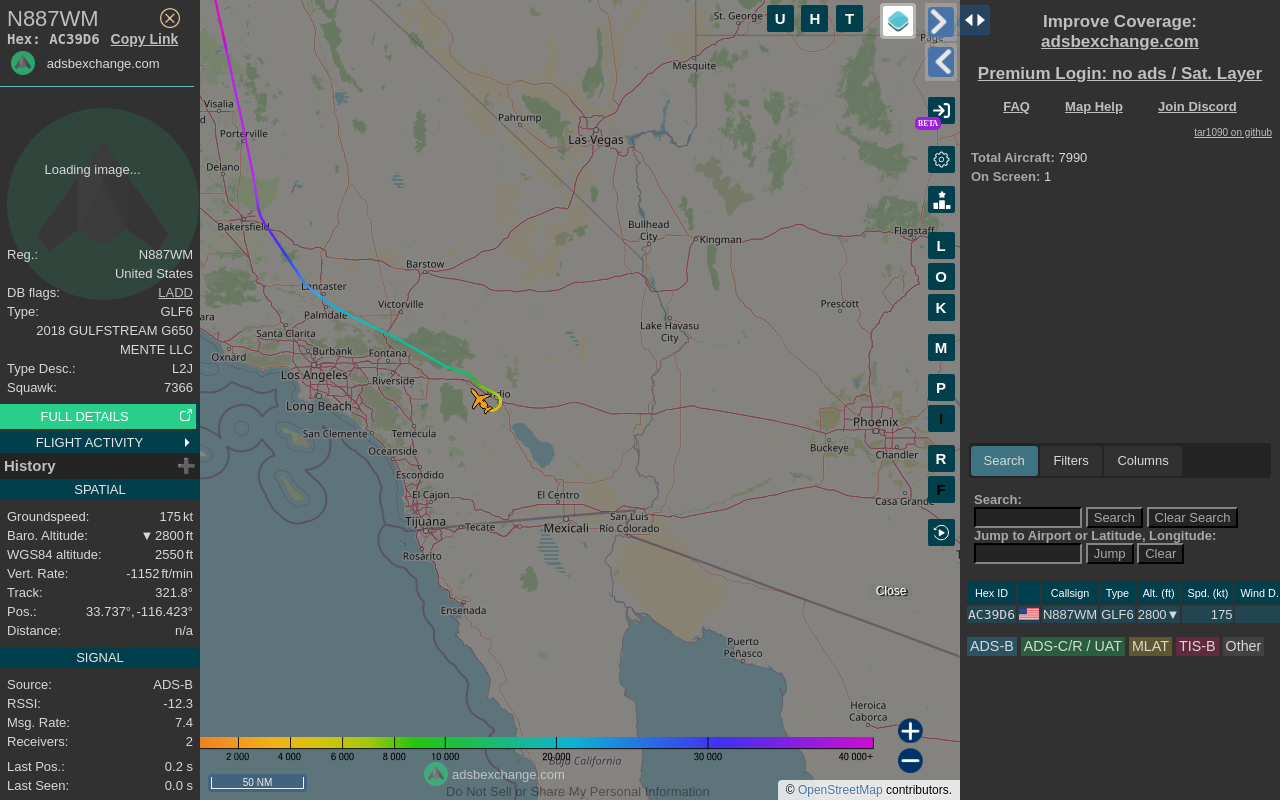 N887WM
Hex: AC39D6 Copy Link
adsbexchange.com
Loading image...
Reg.: N887WM
United States
DB flags: LADD
Type: GLF6
2018 GULFSTREAM G650
MENTE LLC
Type Desc.: L2J
Squawk: 7366
FULL DETAILS
FLIGHT ACTIVITY
History
SPATIAL
Groundspeed: 175 kt
Baro. Altitude: ▼ 2800 ft
WGS84 altitude: 2550 ft
Vert. Rate: -1152 ft/min
Track: 321.8°
Pos.: 33.737°, -116.423°
Distance: n/a
SIGNAL
Source: ADS-B
RSSI: -12.3
Msg. Rate: 7.4
Receivers: 2
Last Pos.: 0.2 s
Last Seen: 0.0 s
St. George
U H T
Mesquite
Visalia
Pahrump
Porterville
Las Vegas
Delano
Bakersfield
Bullhead
City
Kingman
Flagstaff
Barstow
Lancaster
Victorville
Palmdale
Prescott
Santa Clarita
Lake Havasu
City
Oxnard
Burbank
Fontana
Los Angeles
Riverside
Long Beach
Phoenix
San Clemente
Temecula
Buckeye
Chandler
Oceanside
Escondido
El Cajon
El Centro
Casa Grande
Tijuana
Tecate
Mexicali
San Luis
Río Colorado
Rosarito
Ensenada
Close
Puerto
Peñasco
Heroica
Caborca
Baja California
BETA
L
O
K
M
P
I
R
F
2 000 4 000 6 000 8 000 10 000 20 000 30 000 40 000+
50 NM
adsbexchange.com
Do Not Sell or Share My Personal Information
© OpenStreetMap contributors.
Improve Coverage:
adsbexchange.com
Premium Login: no ads / Sat. Layer
FAQ Map Help Join Discord
tar1090 on github
Total Aircraft: 7990
On Screen: 1
Search Filters Columns
Search:
Search Clear Search
Jump to Airport or Latitude, Longitude:
Jump Clear
Hex ID Callsign Type Alt. (ft) Spd. (kt) Wind D.
AC39D6 N887WM GLF6 2800▼ 175
ADS-B ADS-C/R / UAT MLAT TIS-B Other